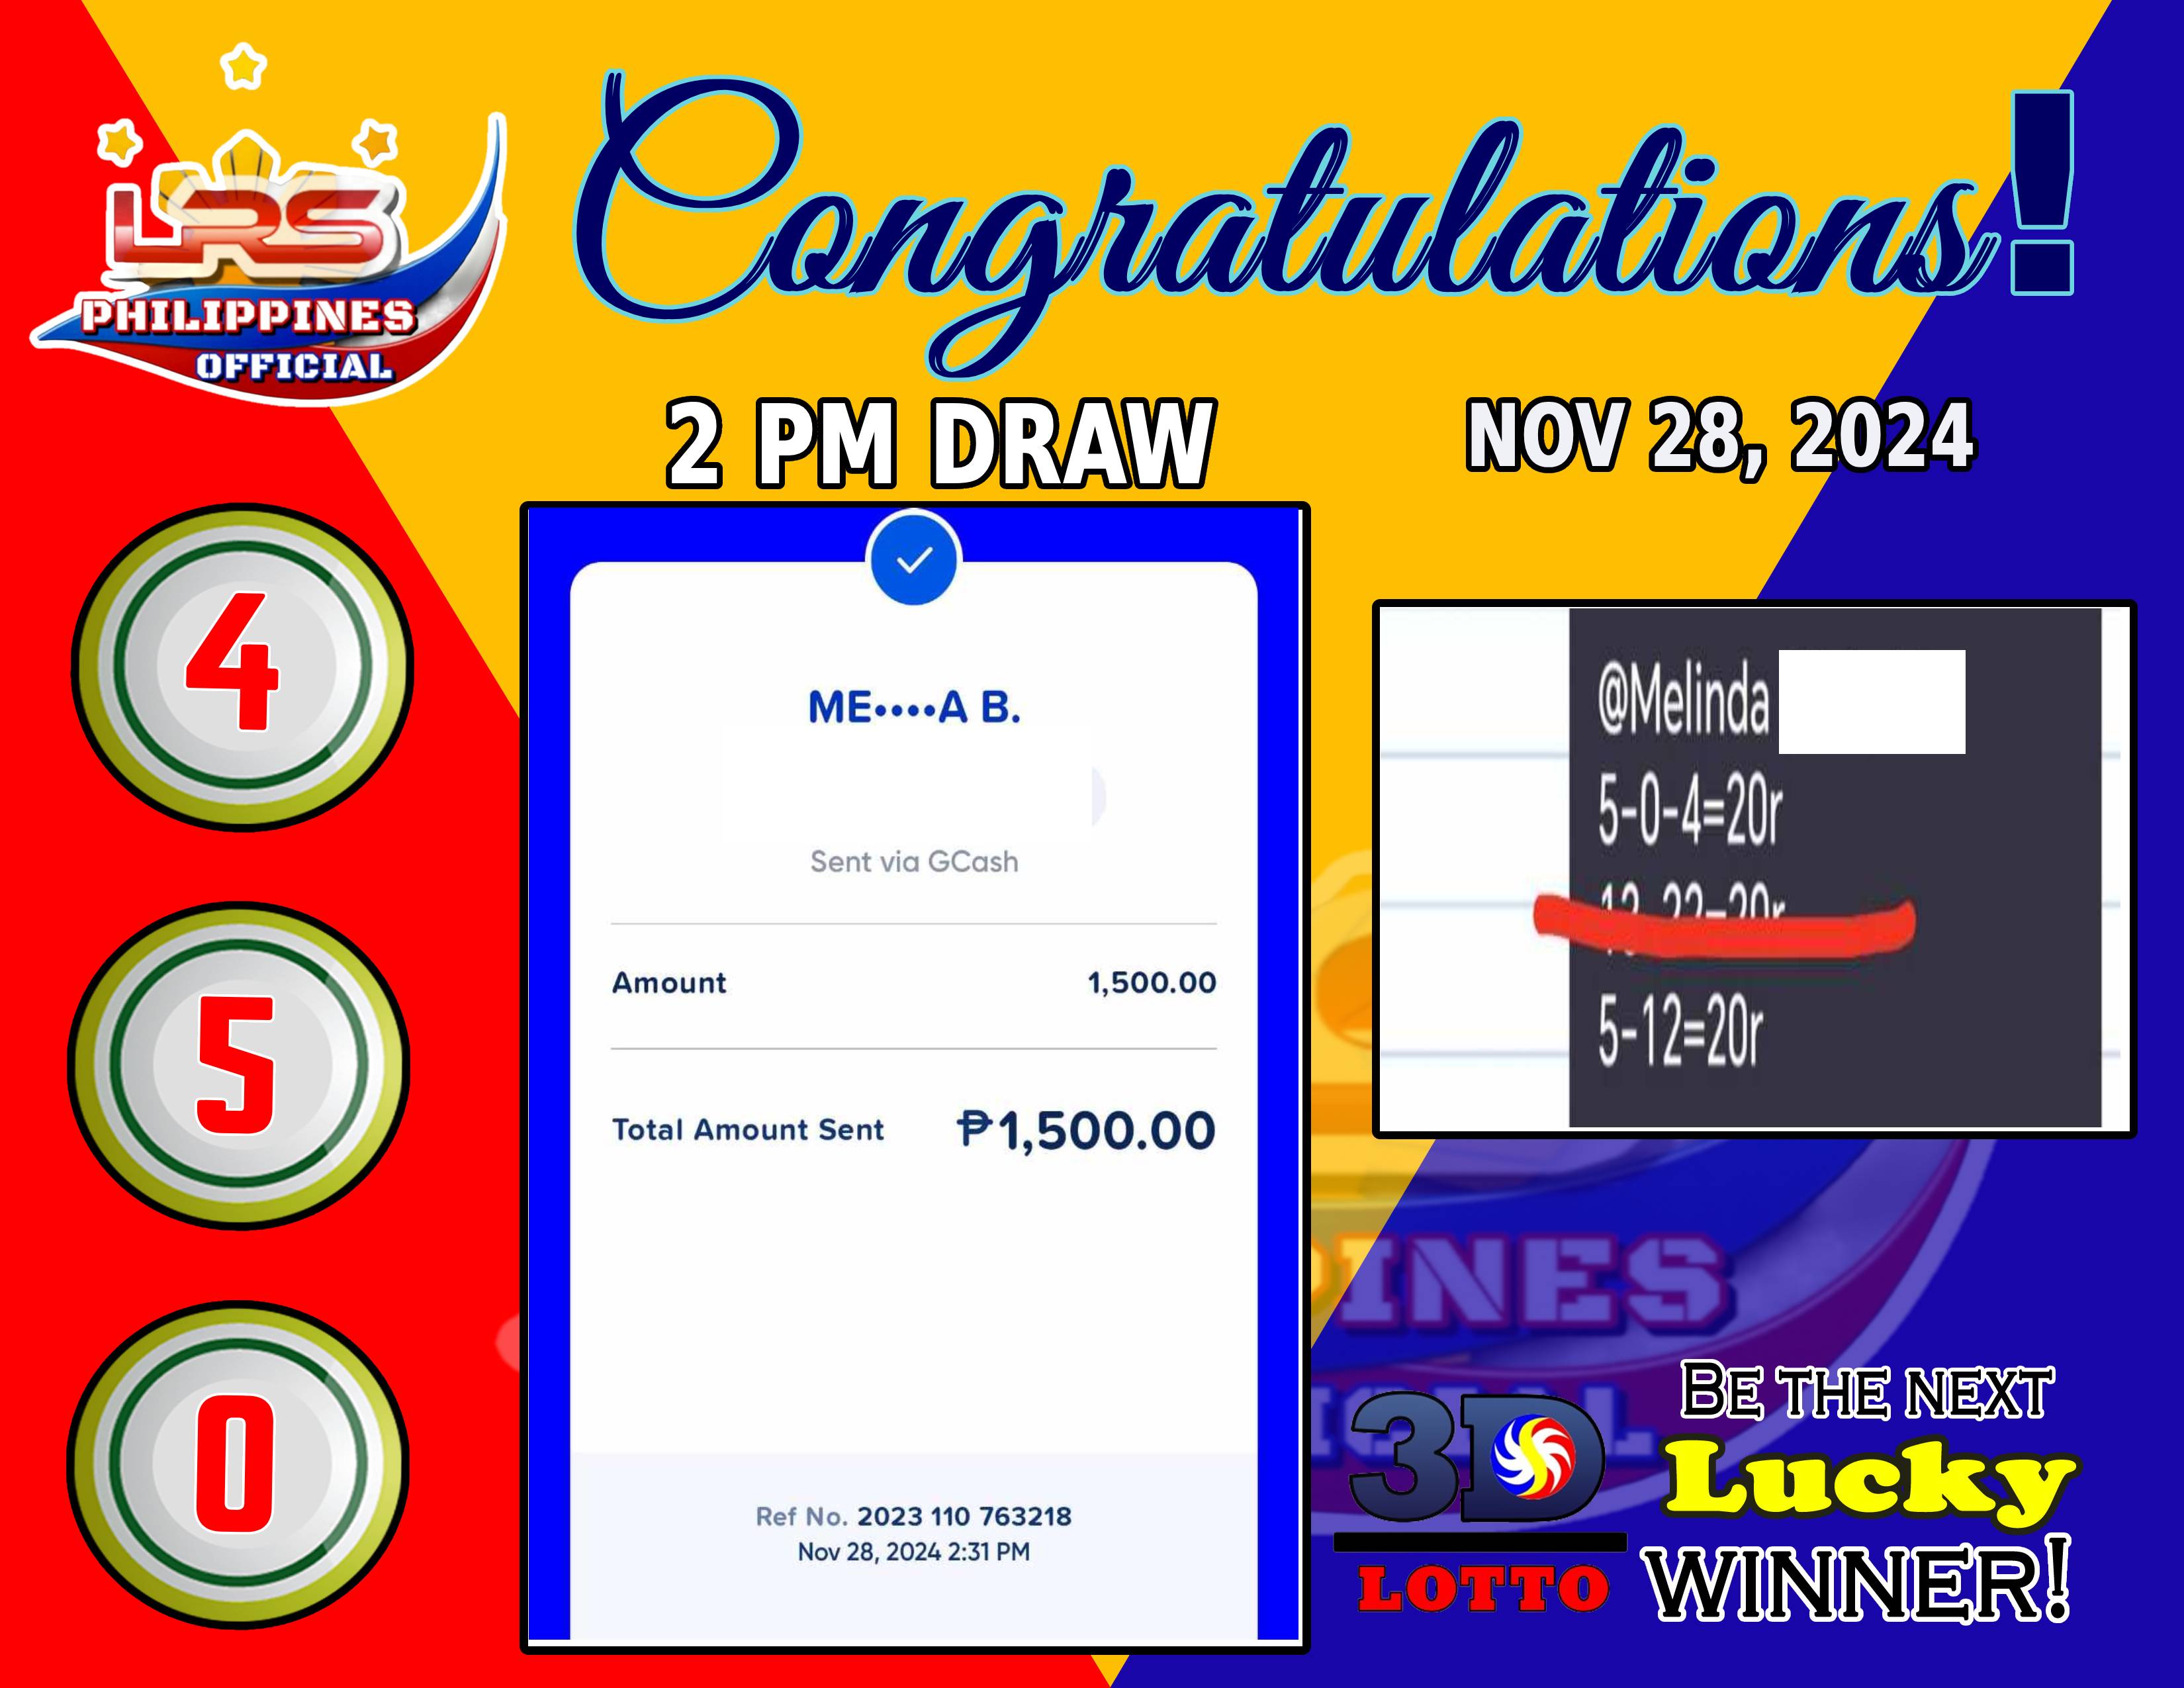 LRS
PHILIPPINES
OFFICIAL
Congratulations!
2 PM DRAW
NOV 28, 2024
4
5
0
ME••••A B.
Sent via GCash
Amount 1,500.00
Total Amount Sent ₱1,500.00
Ref No. 2023 110 763218
Nov 28, 2024 2:31 PM
@Melinda
5-0-4=20r
5-12=20r
PINES
3D
LOTTO
BE THE NEXT
Lucky
WINNER!